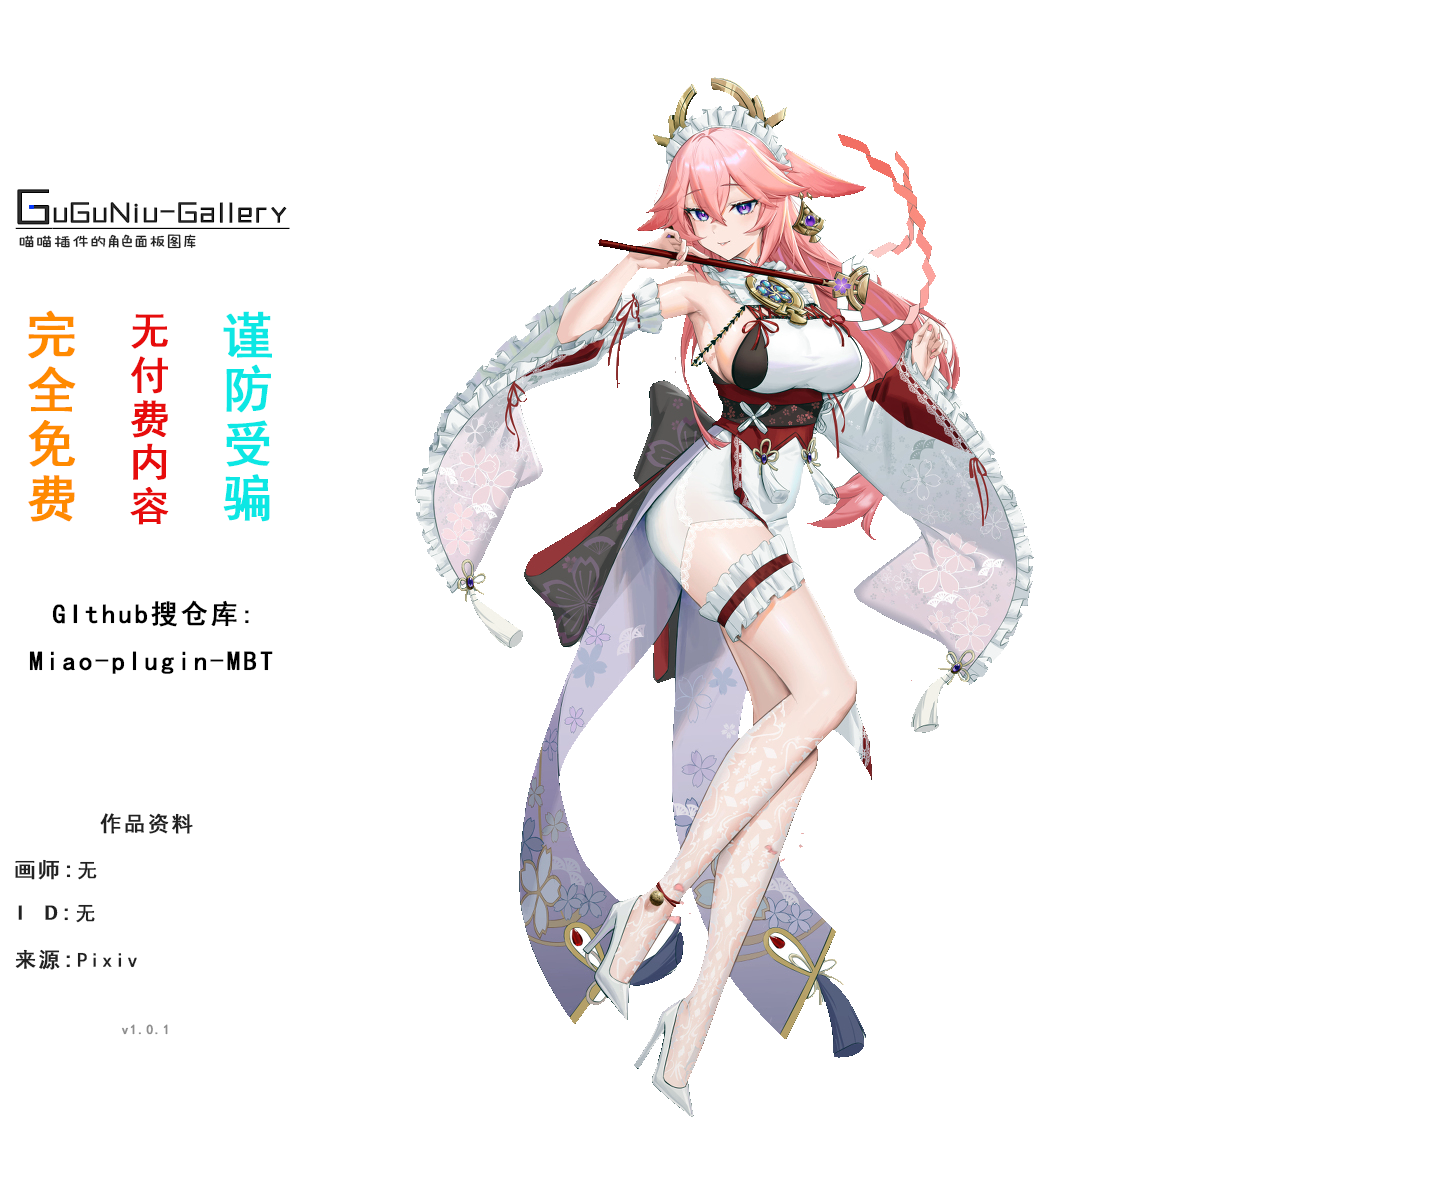 GuGuNiu-Gallery
喵喵插件的角色面板图库
完全免费
无付费内容
谨防受骗
GIthub搜仓库:
Miao-plugin-MBT
作品资料
画师:无
I D:无
来源:Pixiv
v1.0.1